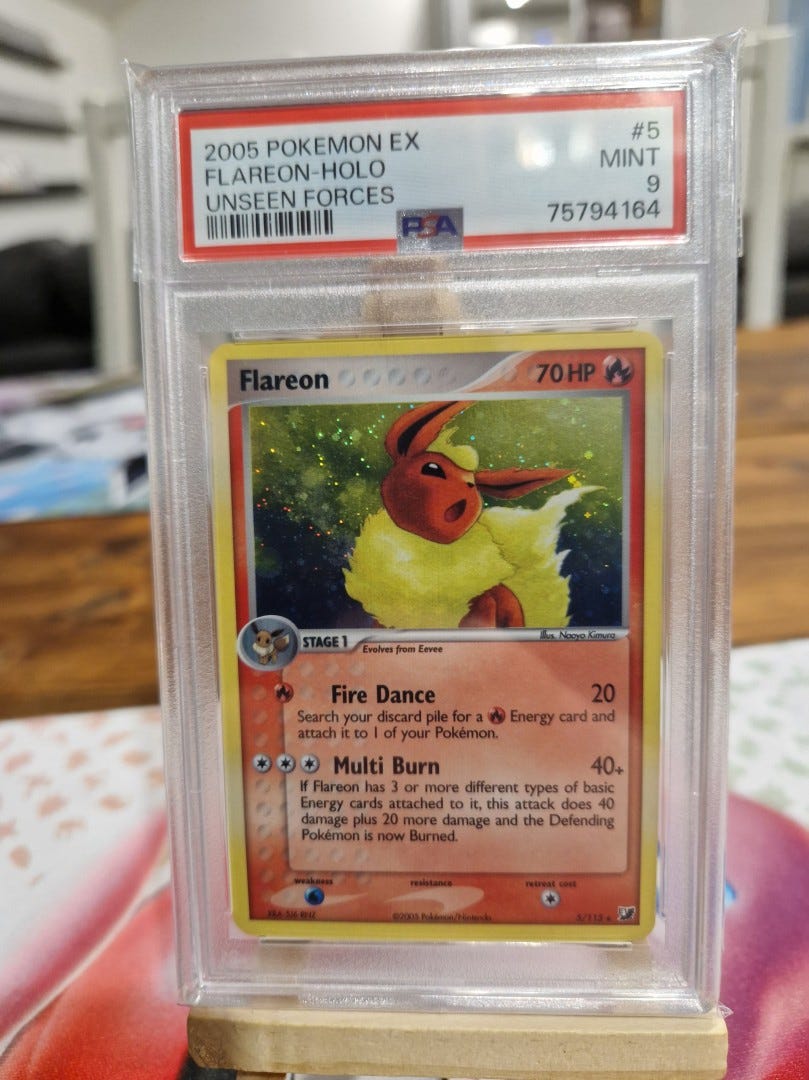 2005 POKEMON EX #5
FLAREON-HOLO MINT
UNSEEN FORCES 9
PSA 75794164
Flareon 70 HP
STAGE 1 Evolves from Eevee
Illus. Naoyo Kimura
Fire Dance 20
Search your discard pile for a Energy card and
attach it to 1 of your Pokémon.
Multi Burn 40+
If Flareon has 3 or more different types of basic
Energy cards attached to it, this attack does 40
damage plus 20 more damage and the Defending
Pokémon is now Burned.
weakness resistance retreat cost
©2005 Pokémon/Nintendo 5/115